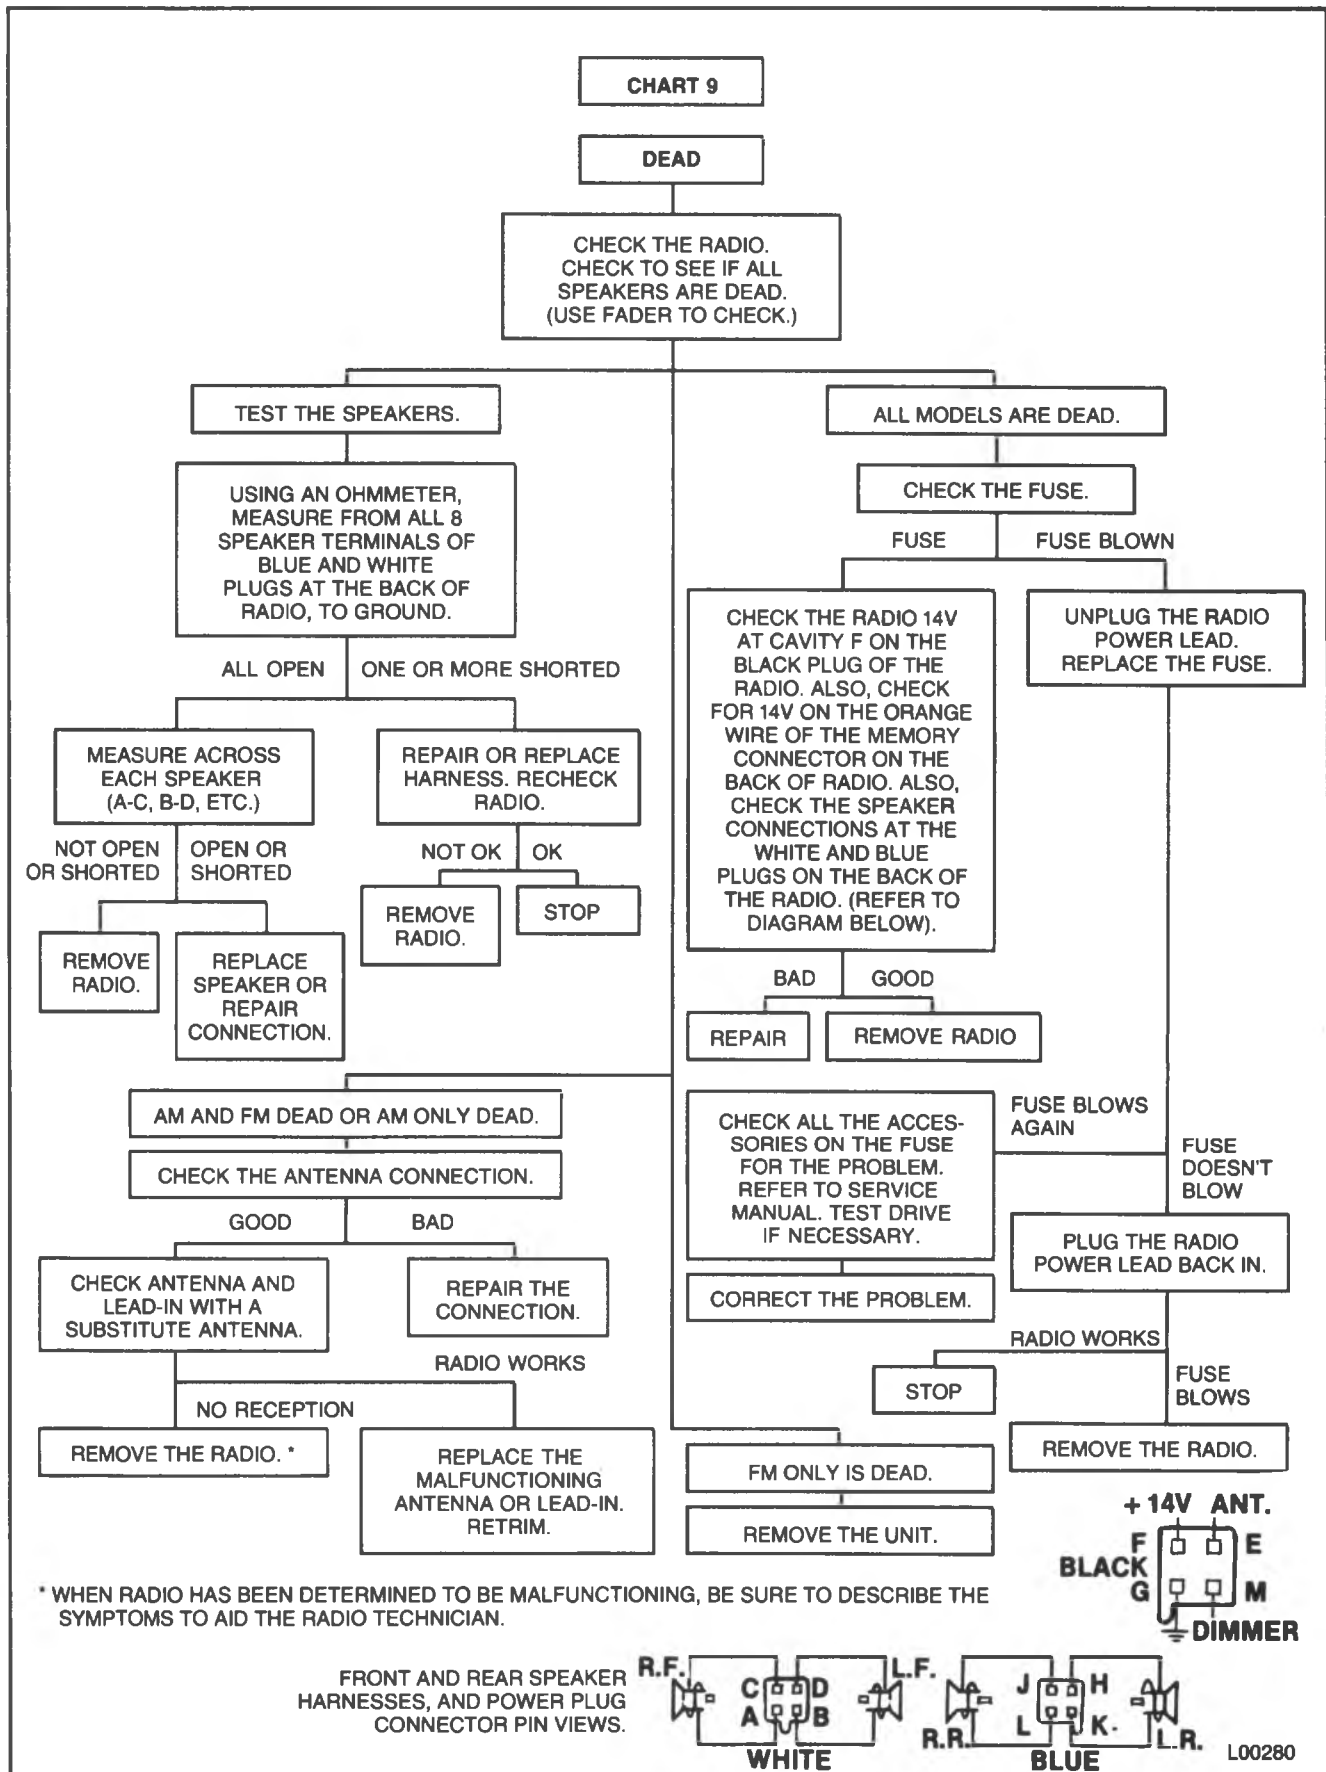 CHART 9
DEAD
CHECK THE RADIO.
CHECK TO SEE IF ALL
SPEAKERS ARE DEAD.
(USE FADER TO CHECK.)
TEST THE SPEAKERS.
USING AN OHMMETER,
MEASURE FROM ALL 8
SPEAKER TERMINALS OF
BLUE AND WHITE
PLUGS AT THE BACK OF
RADIO, TO GROUND.
ALL OPEN
ONE OR MORE SHORTED
MEASURE ACROSS
EACH SPEAKER
(A-C, B-D, ETC.)
REPAIR OR REPLACE
HARNESS. RECHECK
RADIO.
NOT OPEN
OR SHORTED
OPEN OR
SHORTED
NOT OK
OK
REMOVE
RADIO.
REPLACE
SPEAKER OR
REPAIR
CONNECTION.
REMOVE
RADIO.
STOP
ALL MODELS ARE DEAD.
CHECK THE FUSE.
FUSE
FUSE BLOWN
CHECK THE RADIO 14V
AT CAVITY F ON THE
BLACK PLUG OF THE
RADIO. ALSO, CHECK
FOR 14V ON THE ORANGE
WIRE OF THE MEMORY
CONNECTOR ON THE
BACK OF RADIO. ALSO,
CHECK THE SPEAKER
CONNECTIONS AT THE
WHITE AND BLUE
PLUGS ON THE BACK OF
THE RADIO. (REFER TO
DIAGRAM BELOW).
UNPLUG THE RADIO
POWER LEAD.
REPLACE THE FUSE.
BAD
GOOD
REPAIR
REMOVE RADIO
AM AND FM DEAD OR AM ONLY DEAD.
CHECK THE ANTENNA CONNECTION.
GOOD
BAD
CHECK ANTENNA AND
LEAD-IN WITH A
SUBSTITUTE ANTENNA.
REPAIR THE
CONNECTION.
RADIO WORKS
NO RECEPTION
REMOVE THE RADIO. *
REPLACE THE
MALFUNCTIONING
ANTENNA OR LEAD-IN.
RETRIM.
CHECK ALL THE ACCES-
SORIES ON THE FUSE
FOR THE PROBLEM.
REFER TO SERVICE
MANUAL. TEST DRIVE
IF NECESSARY.
CORRECT THE PROBLEM.
FUSE BLOWS
AGAIN
FUSE
DOESN'T
BLOW
PLUG THE RADIO
POWER LEAD BACK IN.
RADIO WORKS
STOP
FUSE
BLOWS
REMOVE THE RADIO.
FM ONLY IS DEAD.
REMOVE THE UNIT.
+ 14V ANT.
F E
BLACK
G M
DIMMER
* WHEN RADIO HAS BEEN DETERMINED TO BE MALFUNCTIONING, BE SURE TO DESCRIBE THE
SYMPTOMS TO AID THE RADIO TECHNICIAN.
FRONT AND REAR SPEAKER
HARNESSES, AND POWER PLUG
CONNECTOR PIN VIEWS.
R.F. L.F.
C D
A B
WHITE
J H
L K.
R.R. L.R.
BLUE
L00280